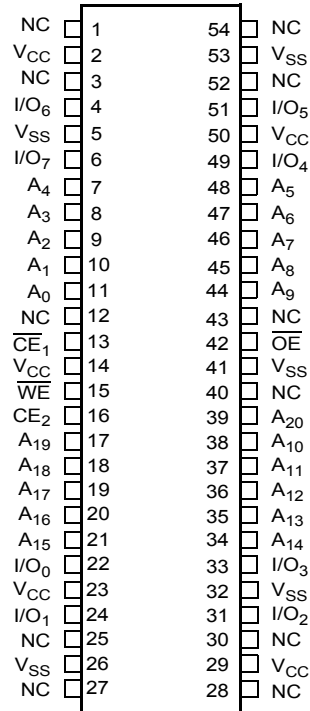 NC 1 54 NC
VCC 2 53 VSS
NC 3 52 NC
I/O6 4 51 I/O5
VSS 5 50 VCC
I/O7 6 49 I/O4
A4 7 48 A5
A3 8 47 A6
A2 9 46 A7
A1 10 45 A8
A0 11 44 A9
NC 12 43 NC
C̅E̅1 13 42 O̅E̅
VCC 14 41 VSS
W̅E̅ 15 40 NC
CE2 16 39 A20
A19 17 38 A10
A18 18 37 A11
A17 19 36 A12
A16 20 35 A13
A15 21 34 A14
I/O0 22 33 I/O3
VCC 23 32 VSS
I/O1 24 31 I/O2
NC 25 30 NC
VSS 26 29 VCC
NC 27 28 NC